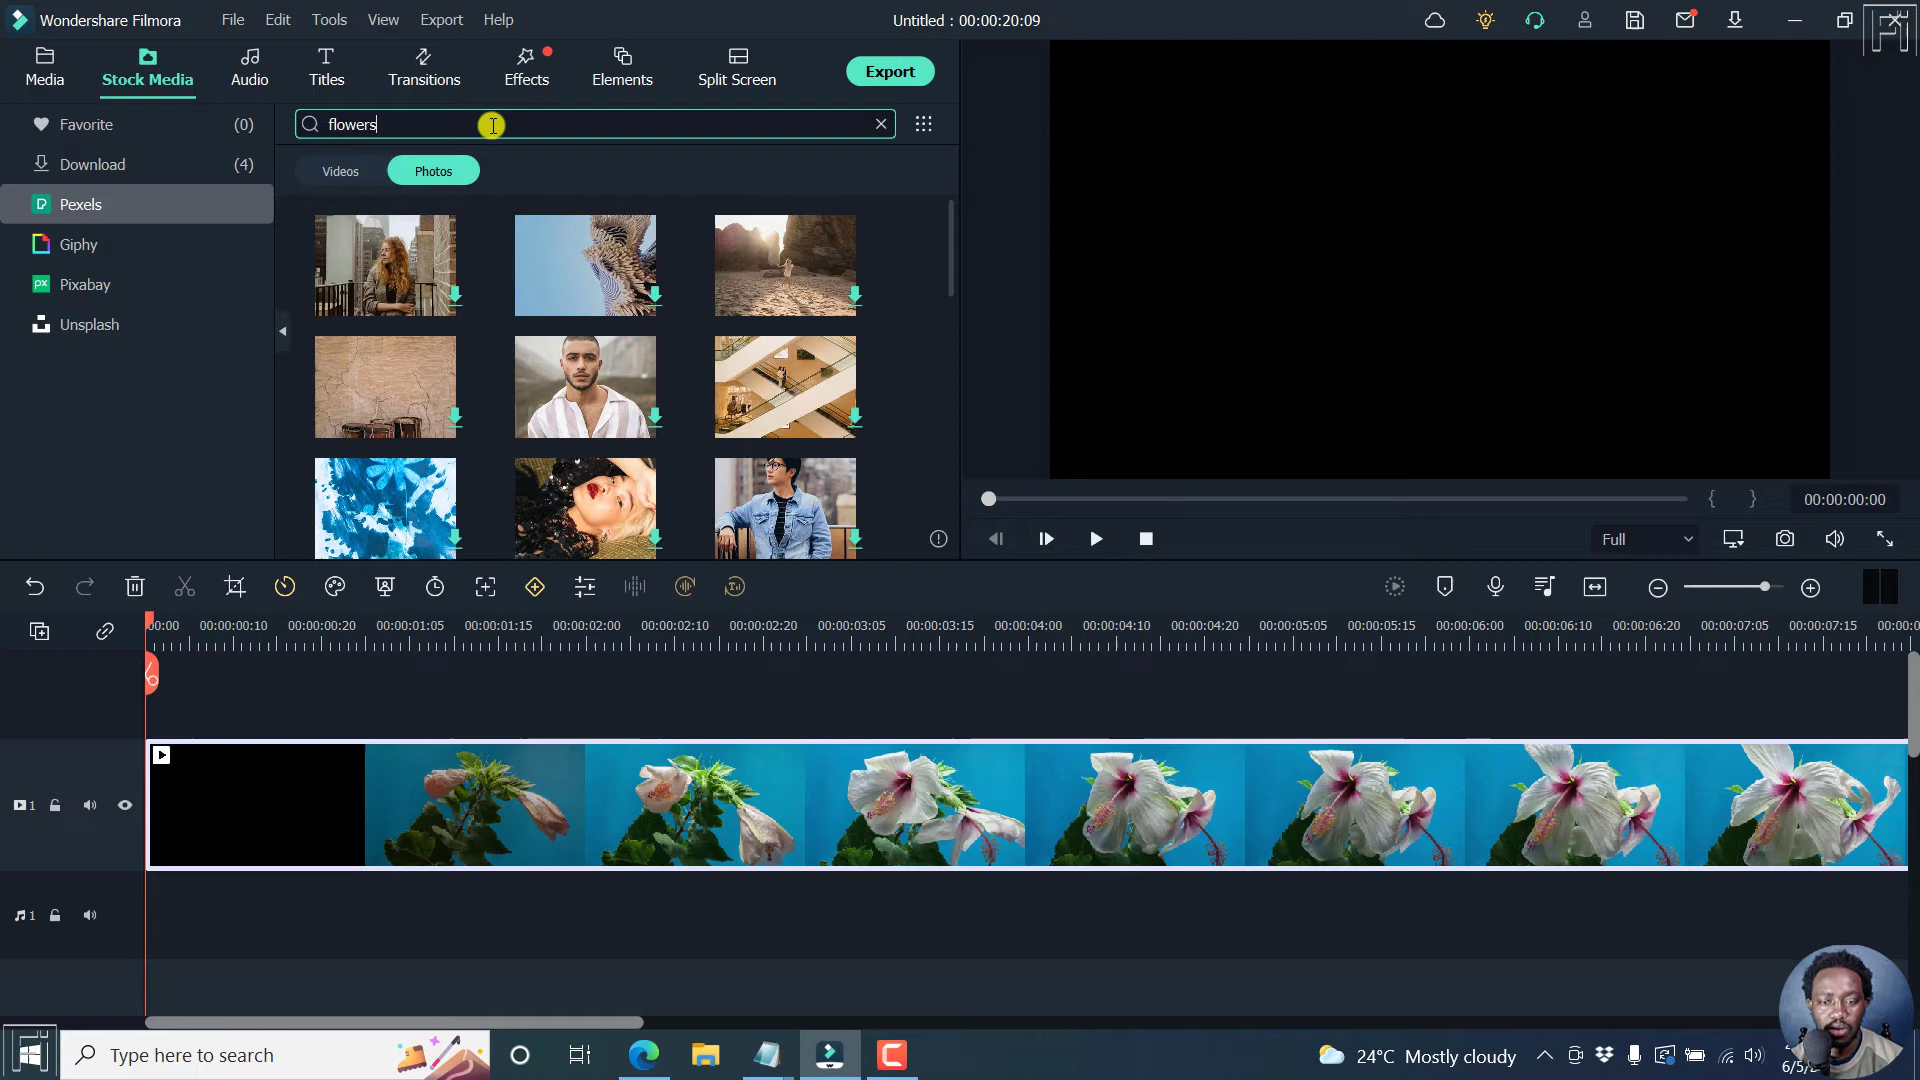 Wondershare Filmora File Edit Tools View Export Help Untitled : 00:00:20:09
Media Stock Media Audio Titles Transitions Effects Elements Split Screen Export
Favorite (0)
Download (4)
Pexels
Giphy
Pixabay
Unsplash
flowers
Videos Photos
{ } 00:00:00:00
Full
00:00 00:00:00:10 00:00:00:20 00:00:01:05 00:00:01:15 00:00:02:00 00:00:02:10 00:00:02:20 00:00:03:05 00:00:03:15 00:00:04:00 00:00:04:10 00:00:04:20 00:00:05:05 00:00:05:15 00:00:06:00 00:00:06:10 00:00:06:20 00:00:07:05 00:00:07:15 00:00:0
1
1
Type here to search 24°C Mostly cloudy
6/5/2